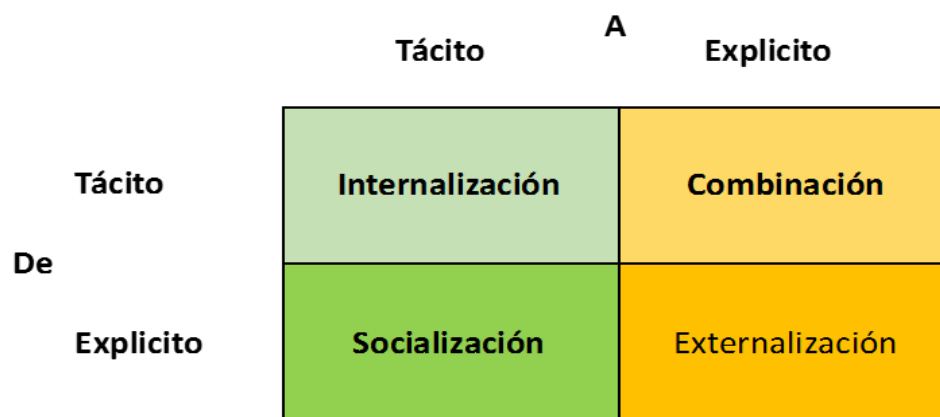 A
Tácito Explicito
Tácito Internalización Combinación
De
Explicito Socialización Externalización